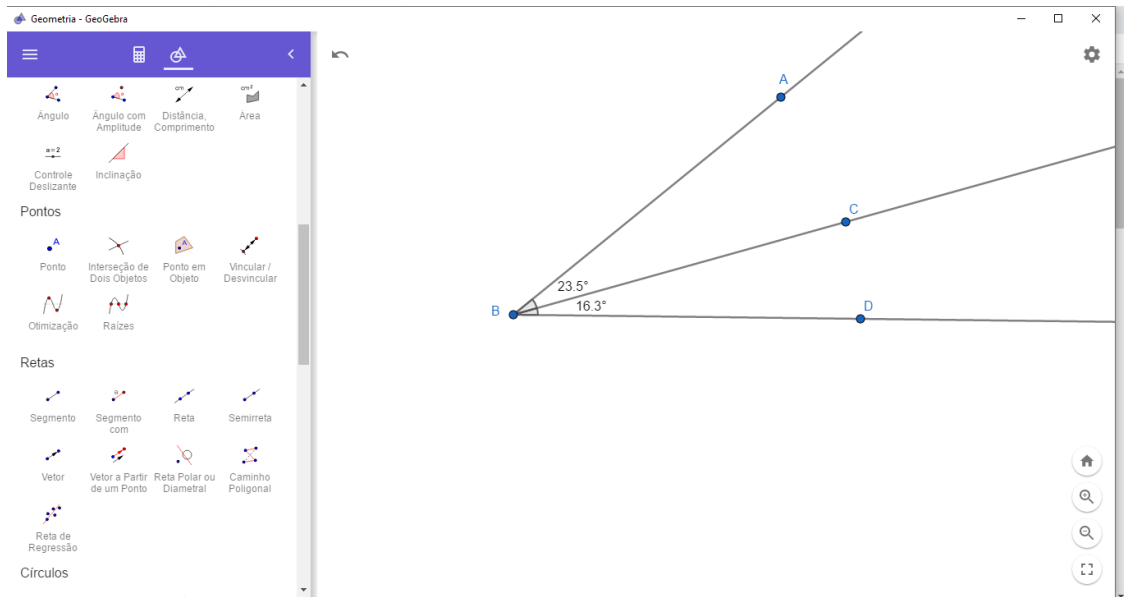 Geometria - GeoGebra
Ângulo
Ângulo com
Amplitude
cm
Distância,
Comprimento
cm²
Área
a = 2
Controle
Deslizante
Inclinação
Pontos
A
Ponto
Interseção de
Dois Objetos
A
Ponto em
Objeto
Vincular /
Desvincular
Otimização
Raízes
Retas
Segmento
a
Segmento
com
Reta
Semirreta
Vetor
Vetor a Partir
de um Ponto
Reta Polar ou
Diametral
Caminho
Poligonal
Reta de
Regressão
Círculos
A
C
23.5°
16.3°
B
D